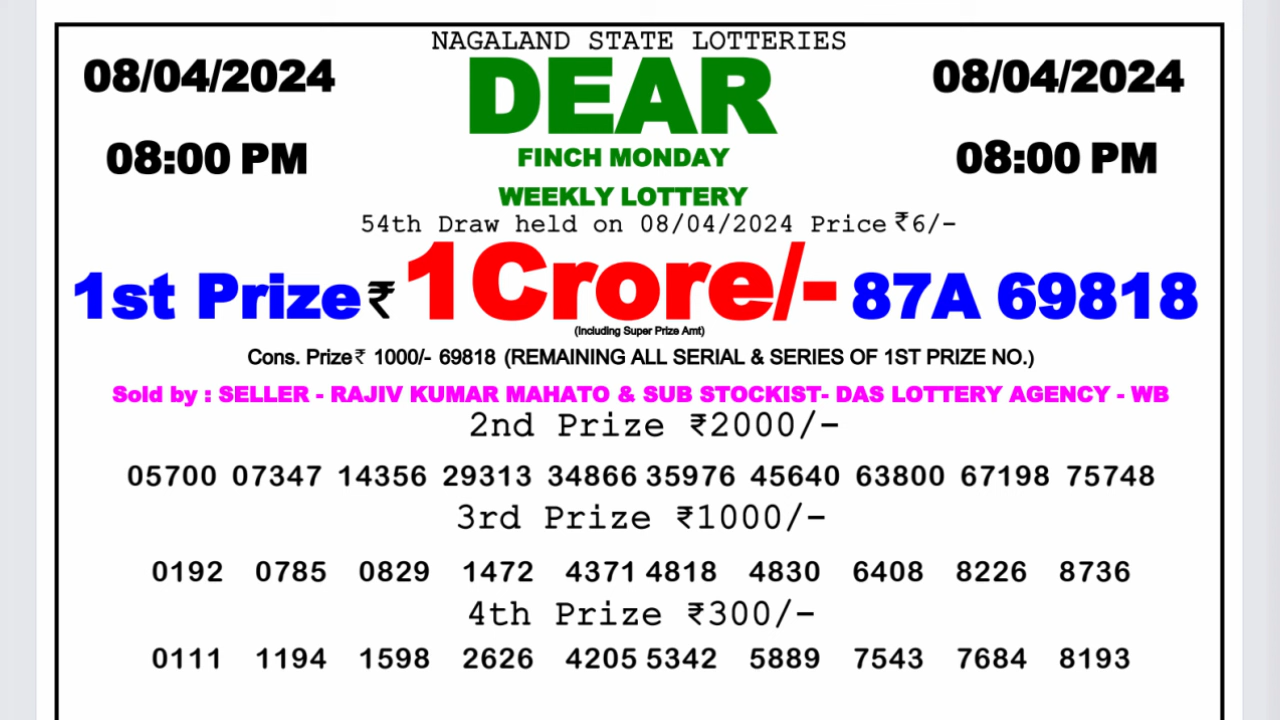 NAGALAND STATE LOTTERIES
08/04/2024 DEAR 08/04/2024
08:00 PM FINCH MONDAY 08:00 PM
WEEKLY LOTTERY
54th Draw held on 08/04/2024 Price ₹6/-
1st Prize ₹ 1Crore/- 87A 69818
(Including Super Prize Amt)
Cons. Prize ₹ 1000/- 69818 (REMAINING ALL SERIAL & SERIES OF 1ST PRIZE NO.)
Sold by : SELLER - RAJIV KUMAR MAHATO & SUB STOCKIST- DAS LOTTERY AGENCY - WB
2nd Prize ₹2000/-
05700 07347 14356 29313 34866 35976 45640 63800 67198 75748
3rd Prize ₹1000/-
0192 0785 0829 1472 4371 4818 4830 6408 8226 8736
4th Prize ₹300/-
0111 1194 1598 2626 4205 5342 5889 7543 7684 8193